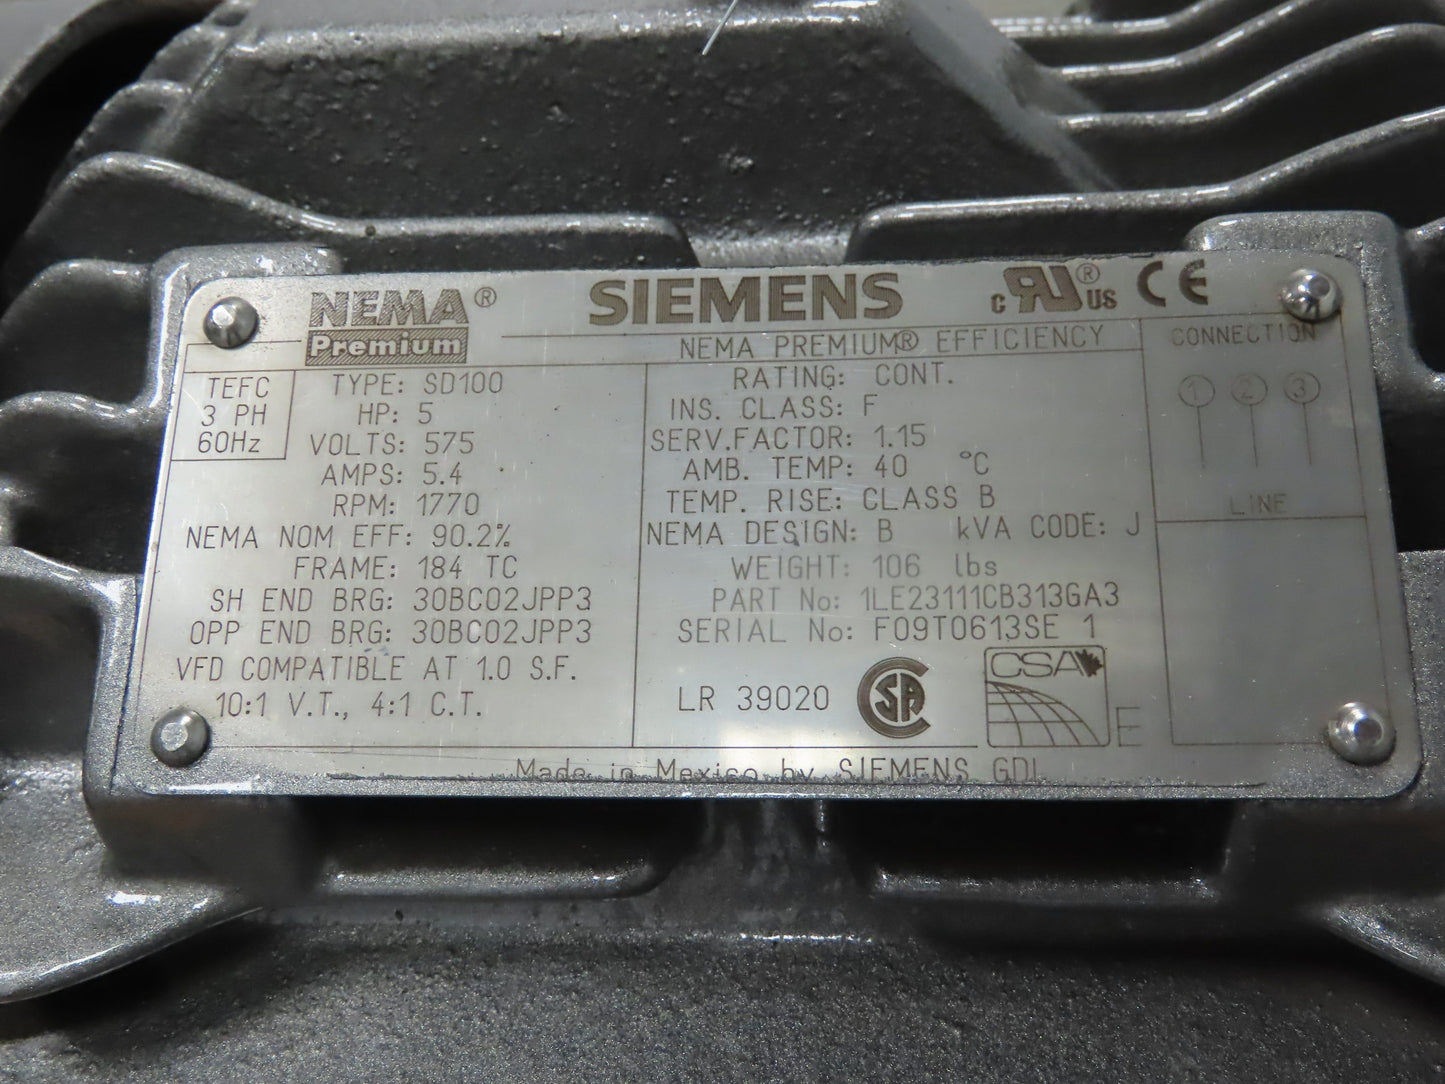 NEMA® Premium
SIEMENS
c RU® US CE
NEMA PREMIUM® EFFICIENCY
TEFC
3 PH
60Hz
TYPE: SD100
HP: 5
VOLTS: 575
AMPS: 5.4
RPM: 1770
NEMA NOM EFF: 90.2%
FRAME: 184 TC
SH END BRG: 30BC02JPP3
OPP END BRG: 30BC02JPP3
VFD COMPATIBLE AT 1.0 S.F.
10:1 V.T., 4:1 C.T.
RATING: CONT.
INS. CLASS: F
SERV.FACTOR: 1.15
AMB. TEMP: 40 °C
TEMP. RISE: CLASS B
NEMA DESIGN: B kVA CODE: J
WEIGHT: 106 lbs
PART No: 1LE23111CB313GA3
SERIAL No: F09T0613SE 1
LR 39020 CSA CSA E
CONNECTION
1 2 3
LINE
Made in Mexico by SIEMENS GDL